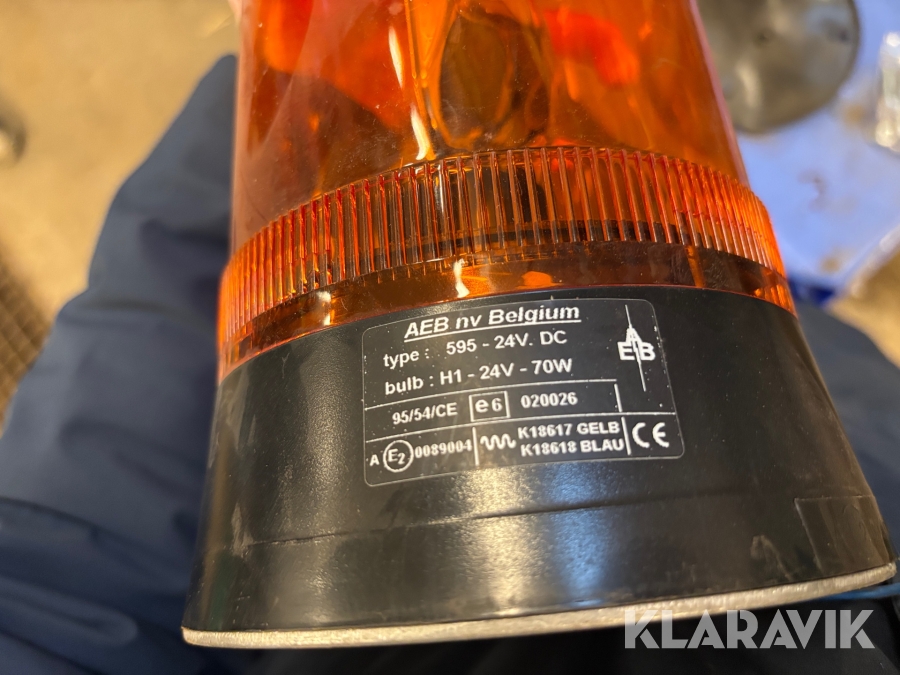 AEB nv Belgium
type : 595 - 24V. DC
AEB
bulb : H1 - 24V - 70W
95/54/CE e6 020026
A E2 0089004 K18617 GELB
K18618 BLAU CE
KLARAVIK